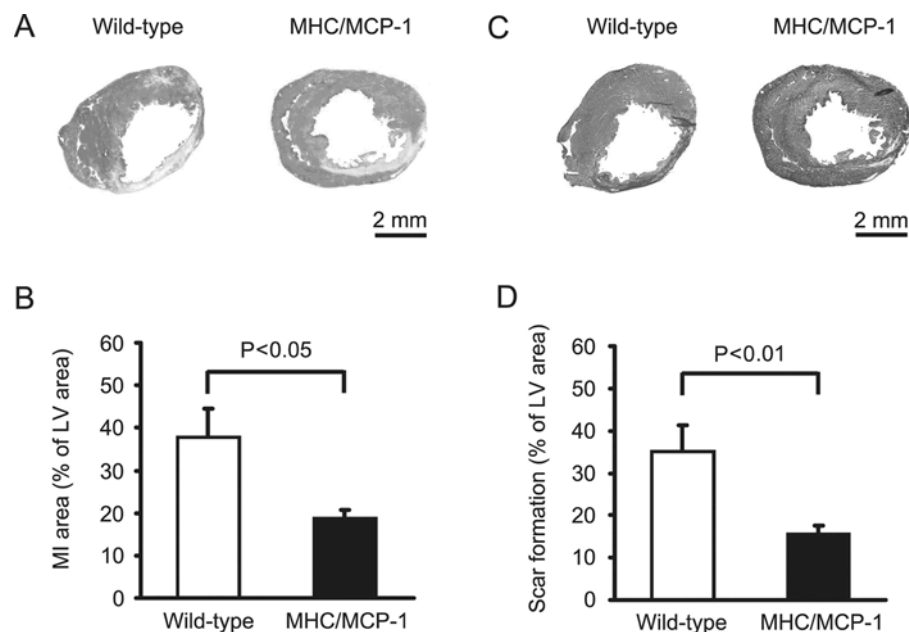 A
Wild-type
MHC/MCP-1
2 mm
C
Wild-type
MHC/MCP-1
2 mm
B
MI area (% of LV area)
60
50
40
30
20
10
0
P<0.05
Wild-type
MHC/MCP-1
D
Scar formation (% of LV area)
60
50
40
30
20
10
0
P<0.01
Wild-type
MHC/MCP-1